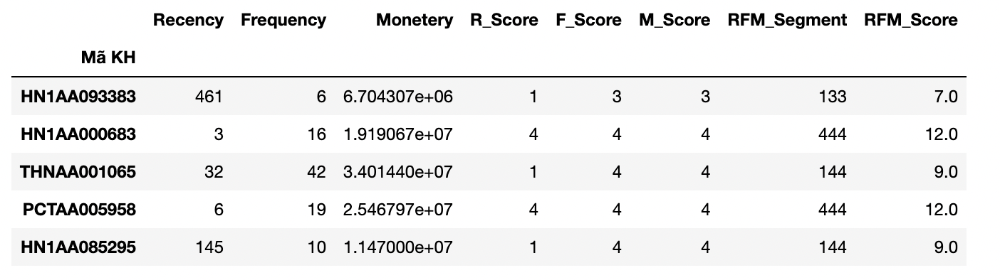 Recency Frequency Monetery R_Score F_Score M_Score RFM_Segment RFM_Score
Mã KH
HN1AA093383 461 6 6.704307e+06 1 3 3 133 7.0
HN1AA000683 3 16 1.919067e+07 4 4 4 444 12.0
THNAA001065 32 42 3.401440e+07 1 4 4 144 9.0
PCTAA005958 6 19 2.546797e+07 4 4 4 444 12.0
HN1AA085295 145 10 1.147000e+07 1 4 4 144 9.0